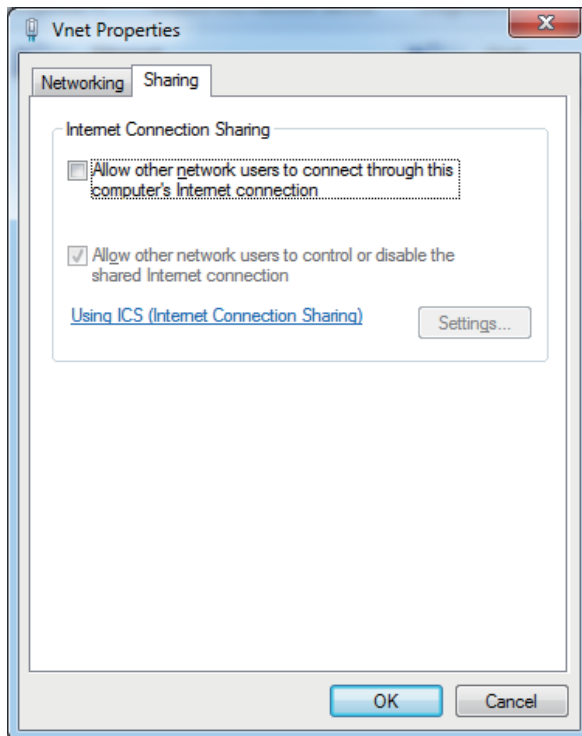 Vnet Properties
Networking
Sharing
Internet Connection Sharing
Allow other network users to connect through this
computer's Internet connection
Allow other network users to control or disable the
shared Internet connection
Using ICS (Internet Connection Sharing)
Settings...
OK
Cancel